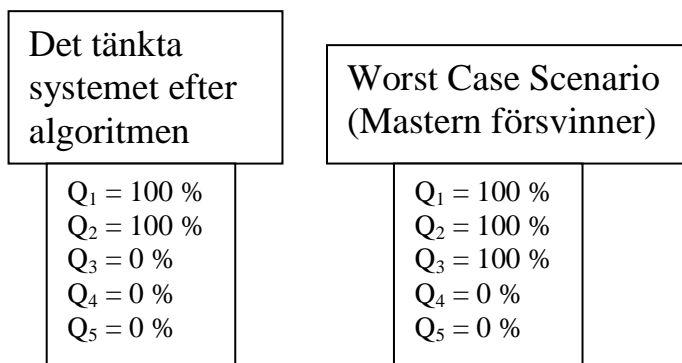 Det tänkta
systemet efter
algoritmen
Q₁ = 100 %
Q₂ = 100 %
Q₃ = 0 %
Q₄ = 0 %
Q₅ = 0 %
Worst Case Scenario
(Mastern försvinner)
Q₁ = 100 %
Q₂ = 100 %
Q₃ = 100 %
Q₄ = 0 %
Q₅ = 0 %